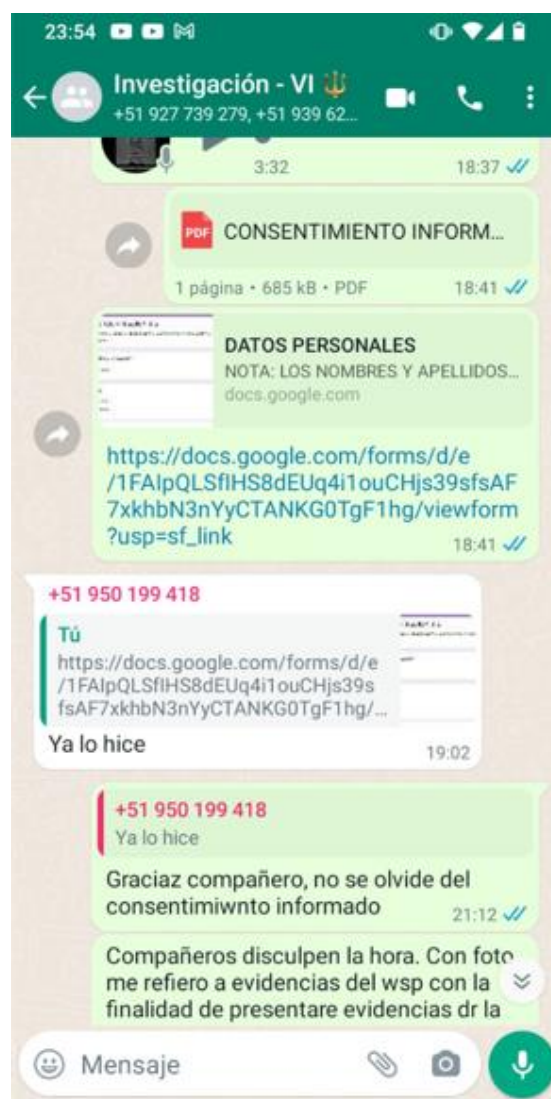 23:54
Investigación - VI 🔱
+51 927 739 279, +51 939 62...
3:32 18:37
PDF CONSENTIMIENTO INFORM...
1 página • 685 kB • PDF 18:41
DATOS PERSONALES
NOTA: LOS NOMBRES Y APELLIDOS...
docs.google.com
https://docs.google.com/forms/d/e
/1FAIpQLSfIHS8dEUq4i1ouCHjs39sfsAF
7xkhbN3nYyCTANKG0TgF1hg/viewform
?usp=sf_link 18:41
+51 950 199 418
Tú
https://docs.google.com/forms/d/e
/1FAIpQLSfIHS8dEUq4i1ouCHjs39s
fsAF7xkhbN3nYyCTANKG0TgF1hg/...
Ya lo hice 19:02
+51 950 199 418
Ya lo hice
Graciaz compañero, no se olvide del
consentimiwnto informado 21:12
Compañeros disculpen la hora. Con foto
me refiero a evidencias del wsp con la
finalidad de presentare evidencias dr la
Mensaje